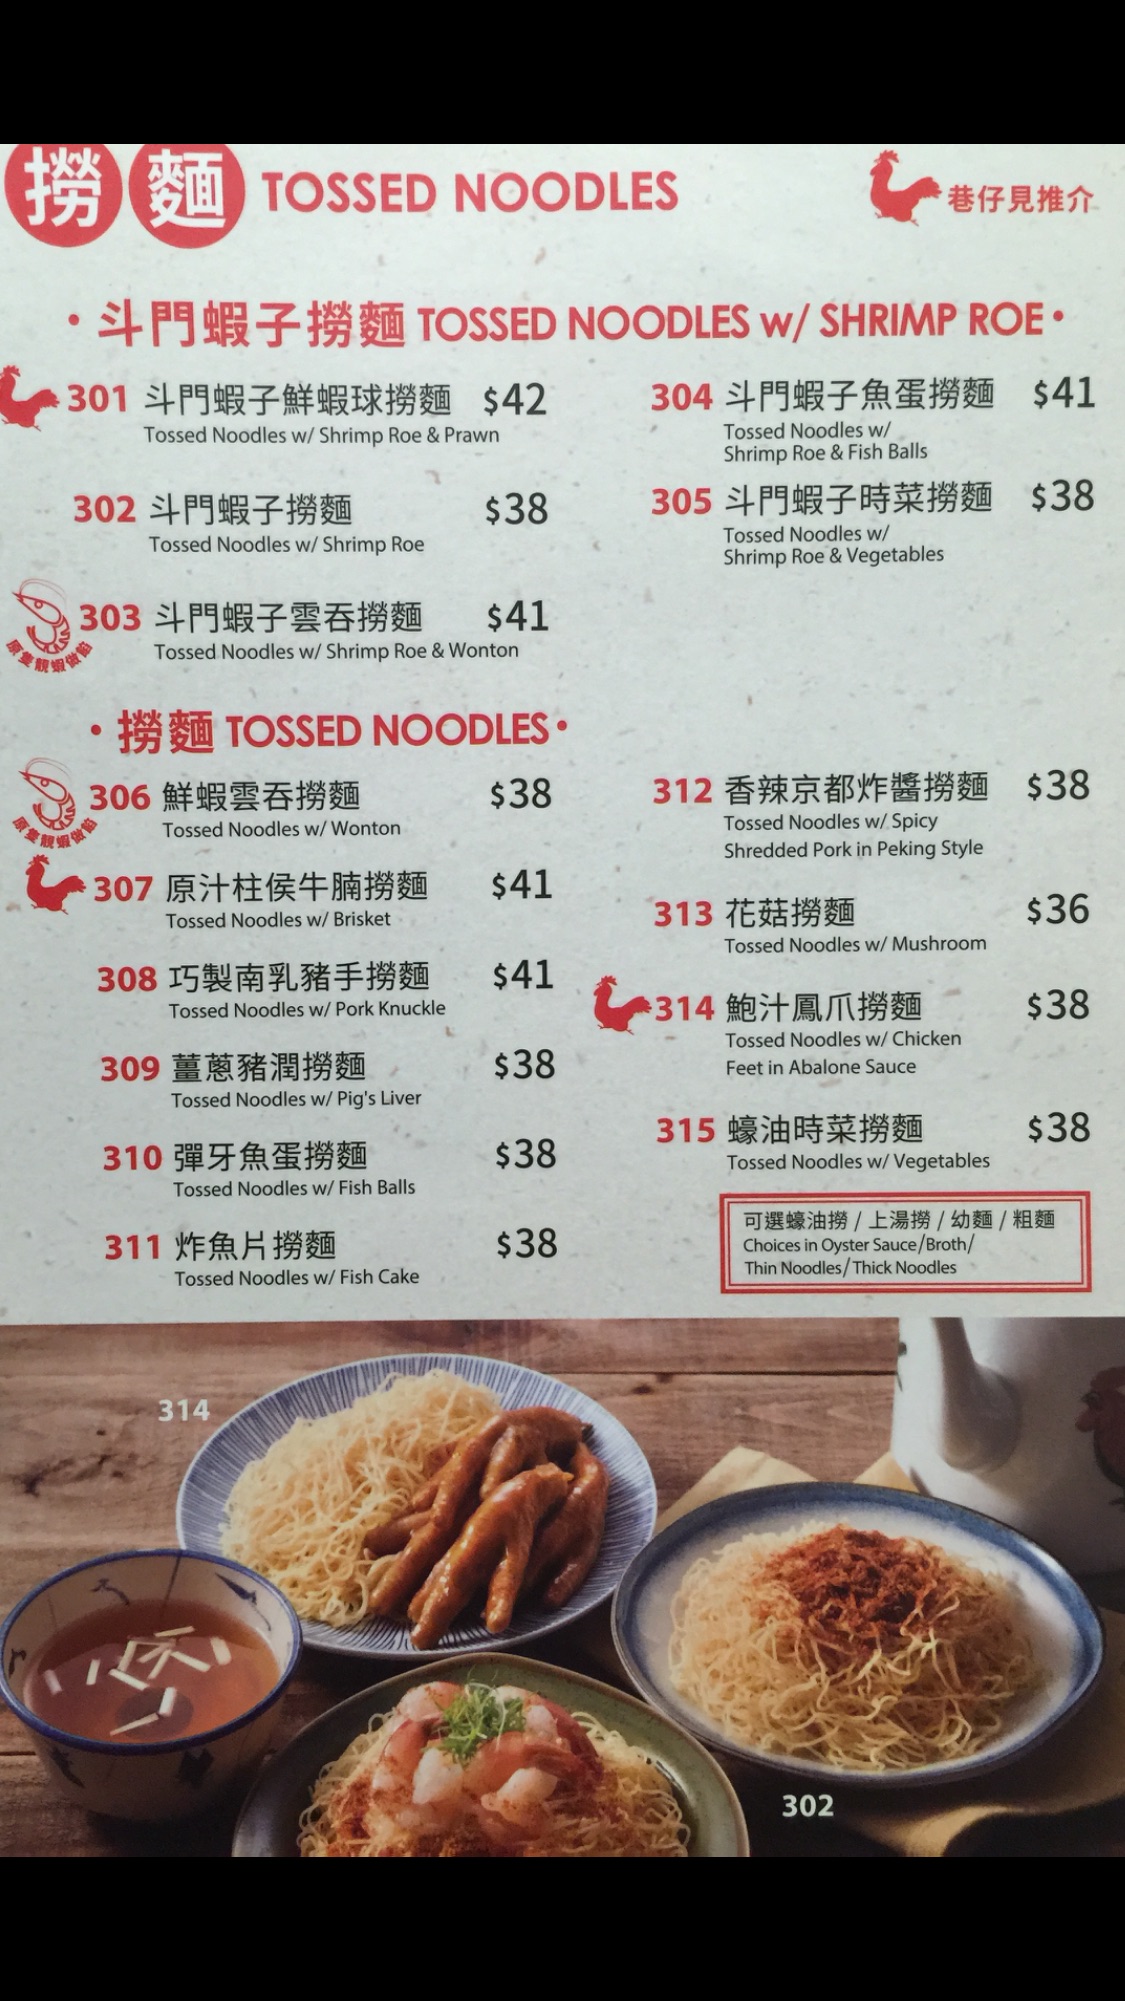 撈麵 TOSSED NOODLES
巷仔見推介
·斗門蝦子撈麵 TOSSED NOODLES w/ SHRIMP ROE·
301 斗門蝦子鮮蝦球撈麵 $42
Tossed Noodles w/ Shrimp Roe & Prawn
302 斗門蝦子撈麵 $38
Tossed Noodles w/ Shrimp Roe
303 斗門蝦子雲吞撈麵 $41
Tossed Noodles w/ Shrimp Roe & Wonton
原隻靚蝦做餡
304 斗門蝦子魚蛋撈麵 $41
Tossed Noodles w/
Shrimp Roe & Fish Balls
305 斗門蝦子時菜撈麵 $38
Tossed Noodles w/
Shrimp Roe & Vegetables
·撈麵 TOSSED NOODLES·
306 鮮蝦雲吞撈麵 $38
Tossed Noodles w/ Wonton
原隻靚蝦做餡
307 原汁柱侯牛腩撈麵 $41
Tossed Noodles w/ Brisket
308 巧製南乳豬手撈麵 $41
Tossed Noodles w/ Pork Knuckle
309 薑蔥豬潤撈麵 $38
Tossed Noodles w/ Pig's Liver
310 彈牙魚蛋撈麵 $38
Tossed Noodles w/ Fish Balls
311 炸魚片撈麵 $38
Tossed Noodles w/ Fish Cake
312 香辣京都炸醬撈麵 $38
Tossed Noodles w/ Spicy
Shredded Pork in Peking Style
313 花菇撈麵 $36
Tossed Noodles w/ Mushroom
314 鮑汁鳳爪撈麵 $38
Tossed Noodles w/ Chicken
Feet in Abalone Sauce
315 蠔油時菜撈麵 $38
Tossed Noodles w/ Vegetables
可選蠔油撈 / 上湯撈 / 幼麵 / 粗麵
Choices in Oyster Sauce/Broth/
Thin Noodles/Thick Noodles
314
302